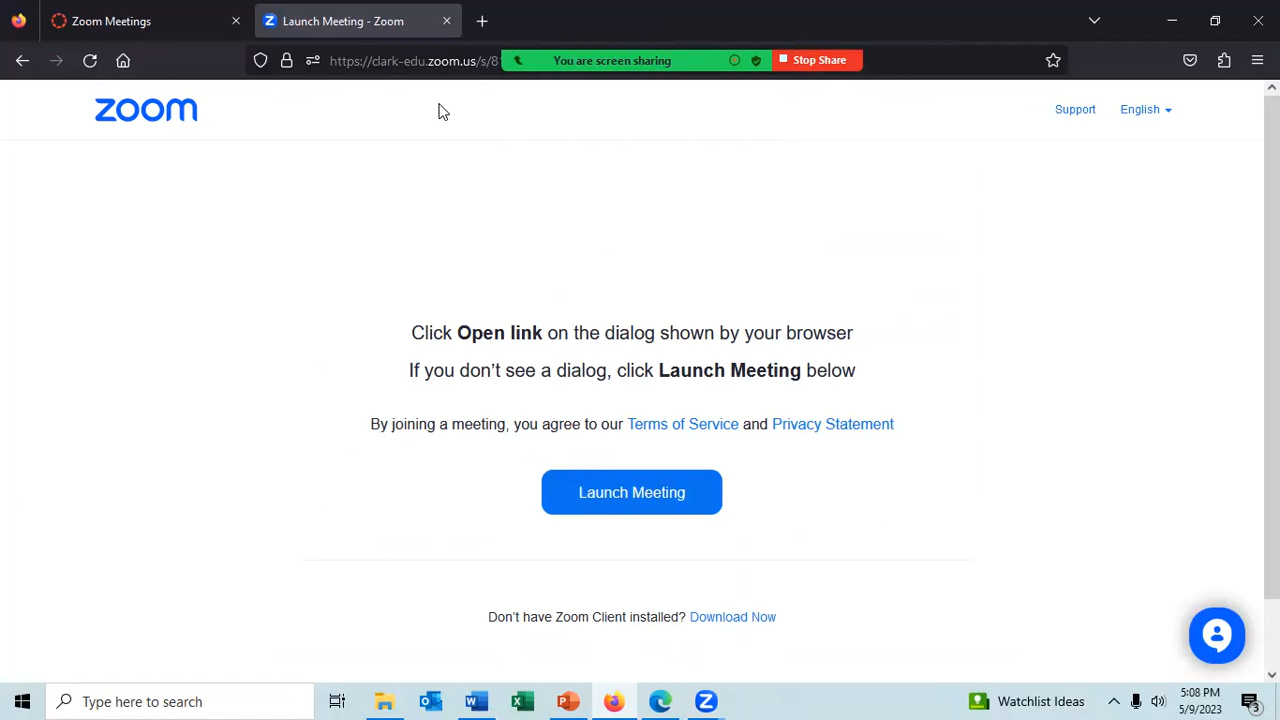 Zoom Meetings
Launch Meeting - Zoom
https://dark-edu.zoom.us/s/8
You are screen sharing
Stop Share
zoom
Support
English
Click Open link on the dialog shown by your browser
If you don’t see a dialog, click Launch Meeting below
By joining a meeting, you agree to our Terms of Service and Privacy Statement
Launch Meeting
Don’t have Zoom Client installed? Download Now
Type here to search
Watchlist Ideas
5:08 PM
5/9/2023
3